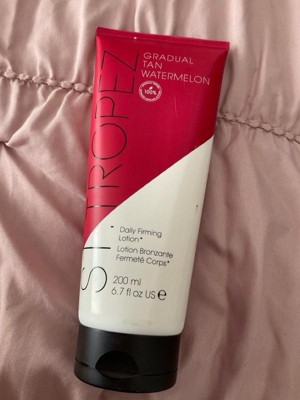 GRADUAL
TAN
WATERMELON
100%
ST TROPEZ
Daily Firming
Lotion*
Lotion Bronzante
Fermeté Corps*
200 ml
6.7 fl oz US e